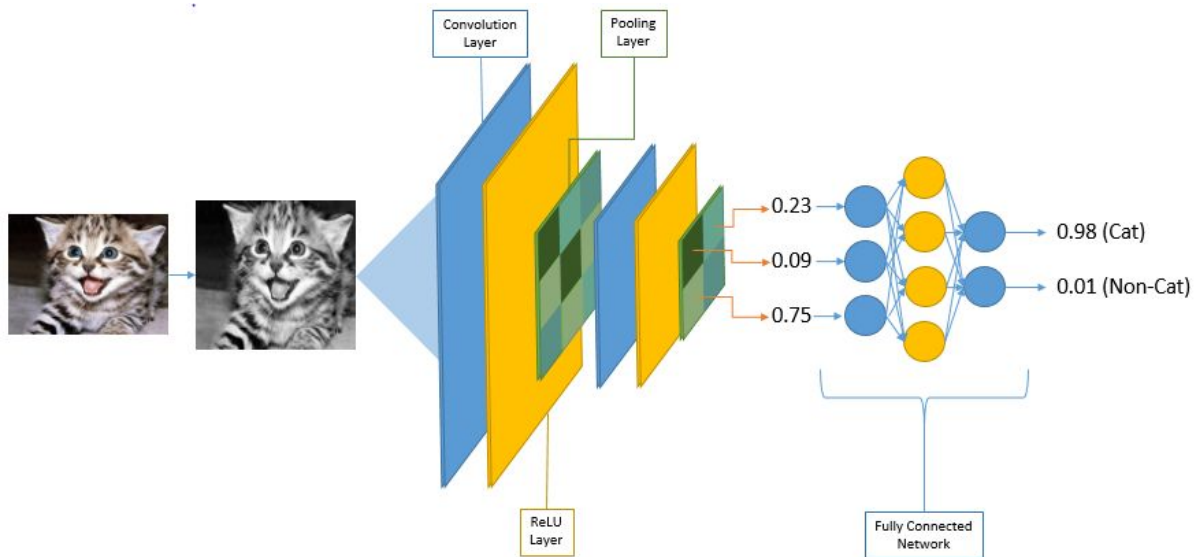 Convolution
Layer
Pooling
Layer
0.23
0.09
0.75
0.98 (Cat)
0.01 (Non-Cat)
ReLU
Layer
Fully Connected
Network